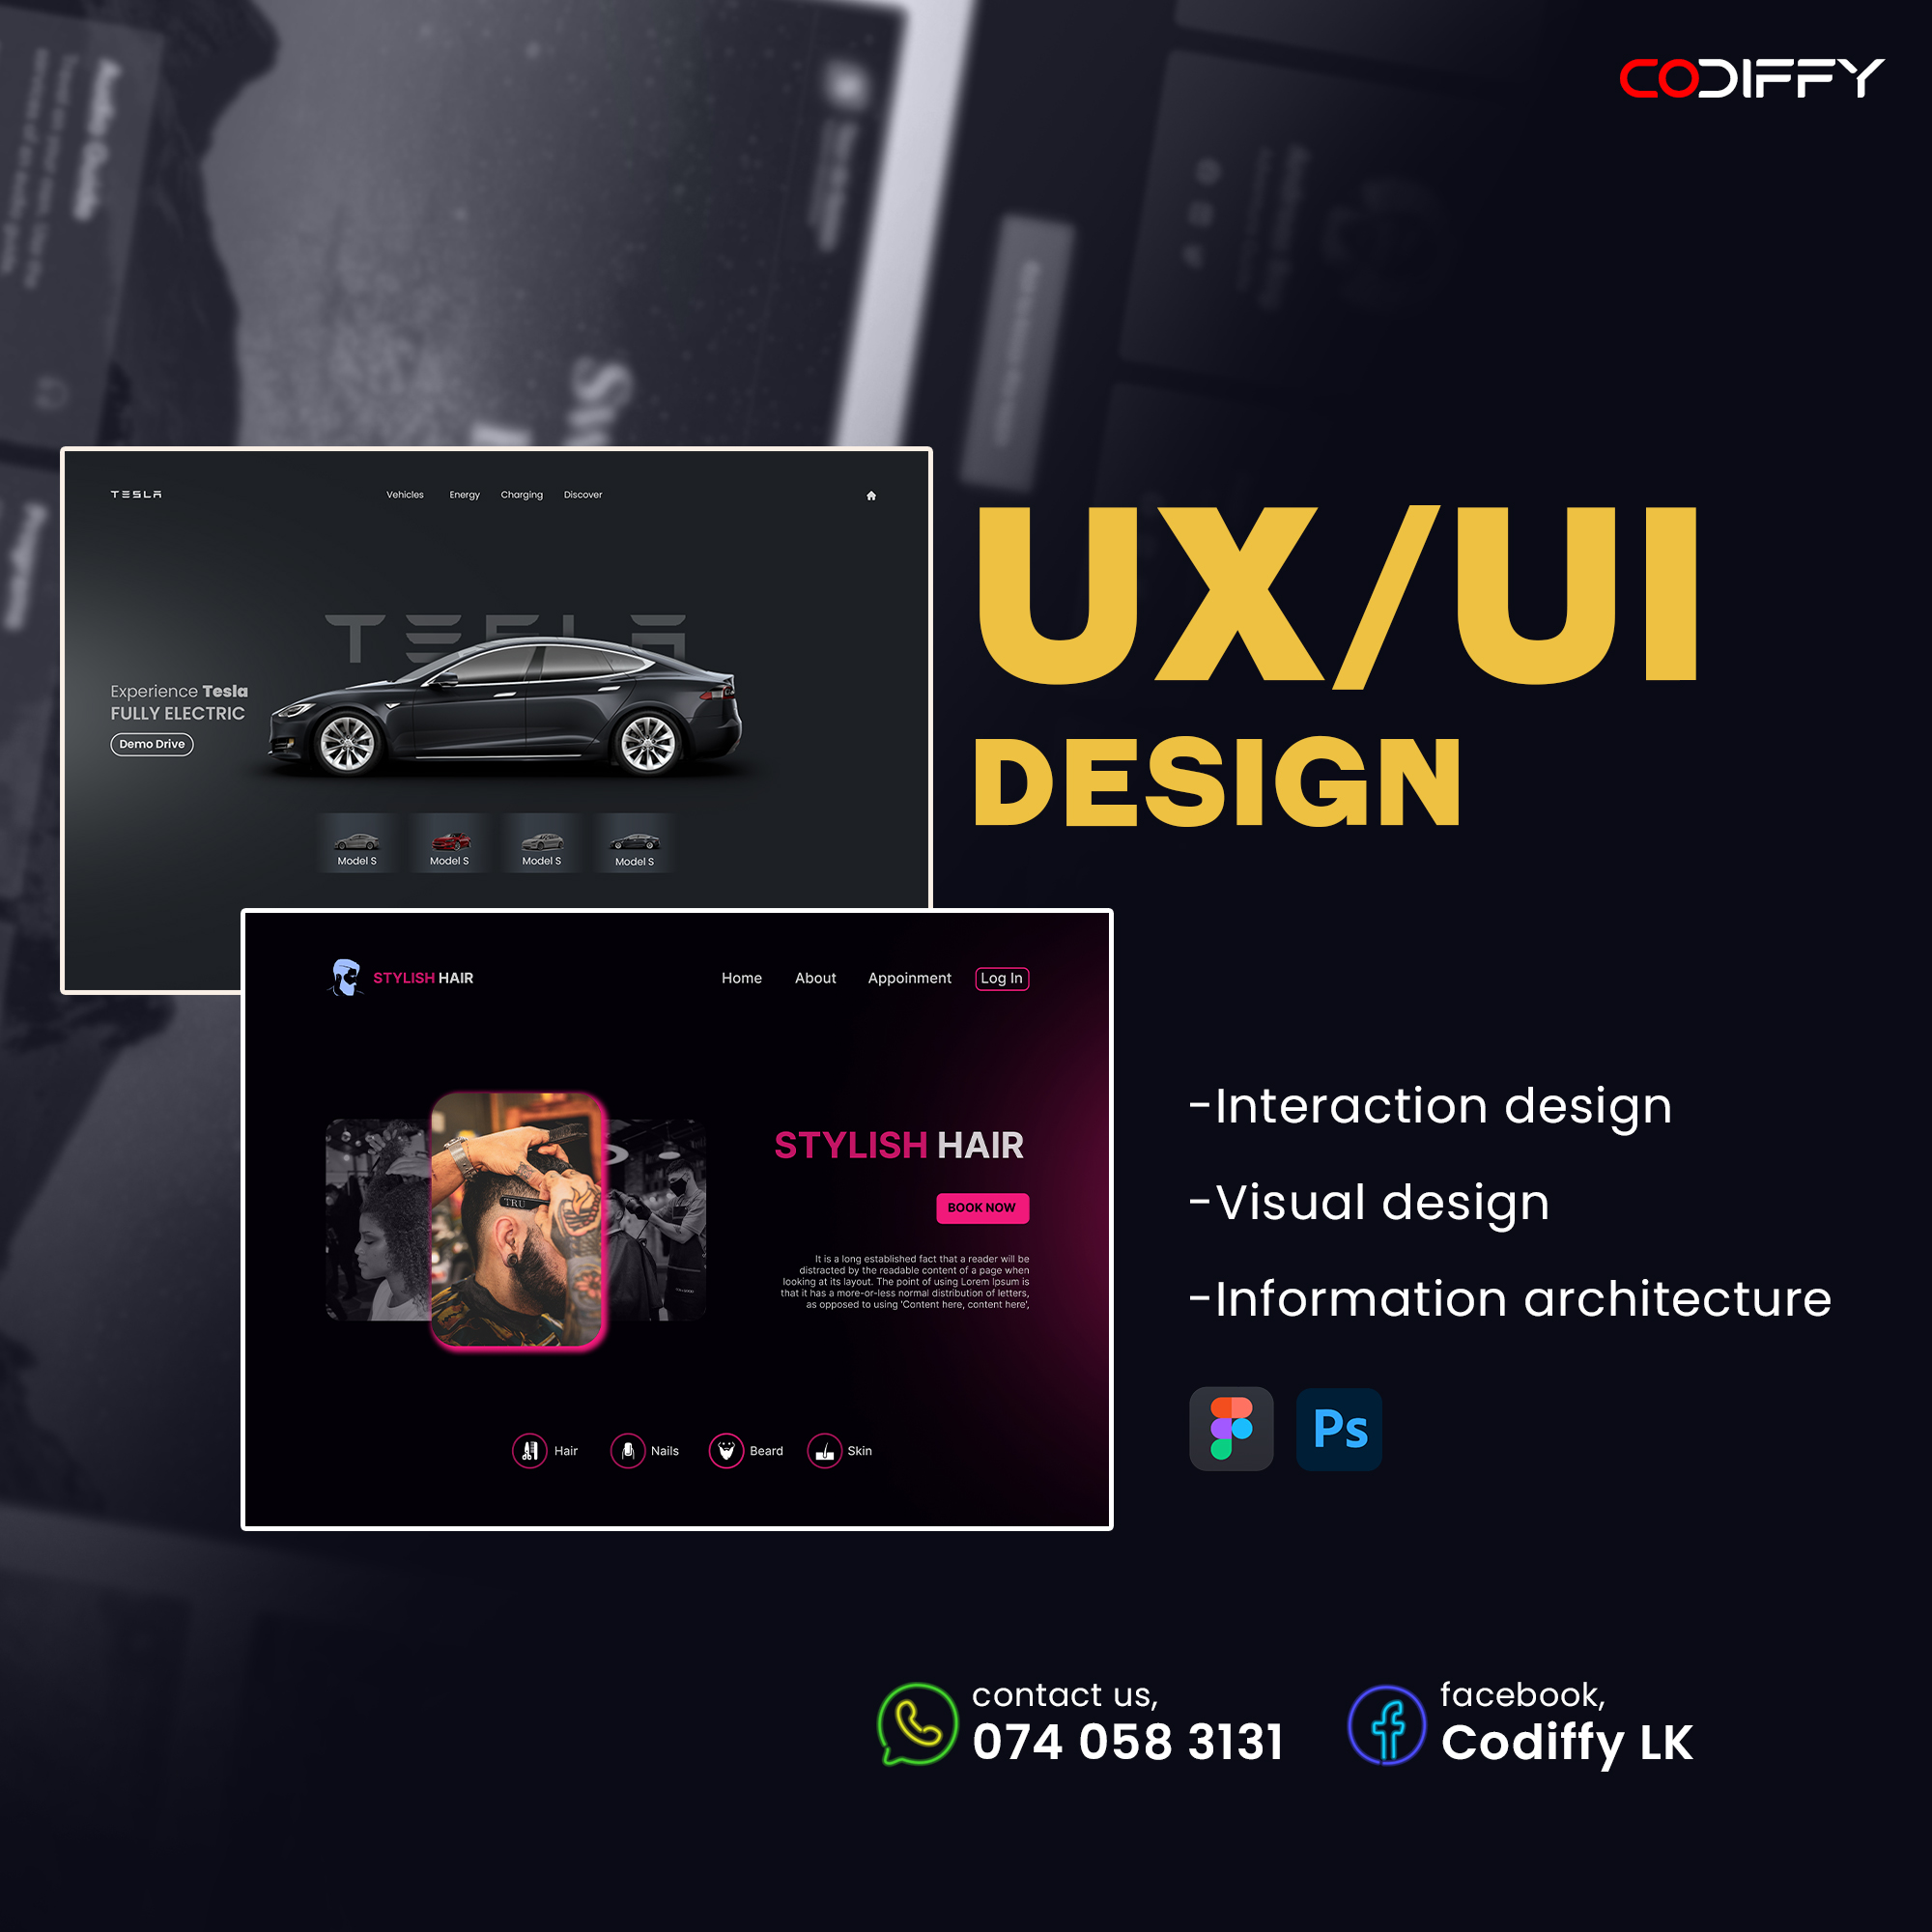 CODIFFY
Audio Guide
Programs
TESLA
Vehicles Energy Charging Discover
TESLA
Experience Tesla
FULLY ELECTRIC
Demo Drive
Model S Model S Model S Model S
UX/UI
DESIGN
STYLISH HAIR
Home About Appoinment Log In
STYLISH HAIR
BOOK NOW
It is a long established fact that a reader will be
distracted by the readable content of a page when
looking at its layout. The point of using Lorem Ipsum is
that it has a more-or-less normal distribution of letters,
as opposed to using 'Content here, content here',
TRU
Hair Nails Beard Skin
-Interaction design
-Visual design
-Information architecture
Ps
contact us,
074 058 3131
facebook,
Codiffy LK